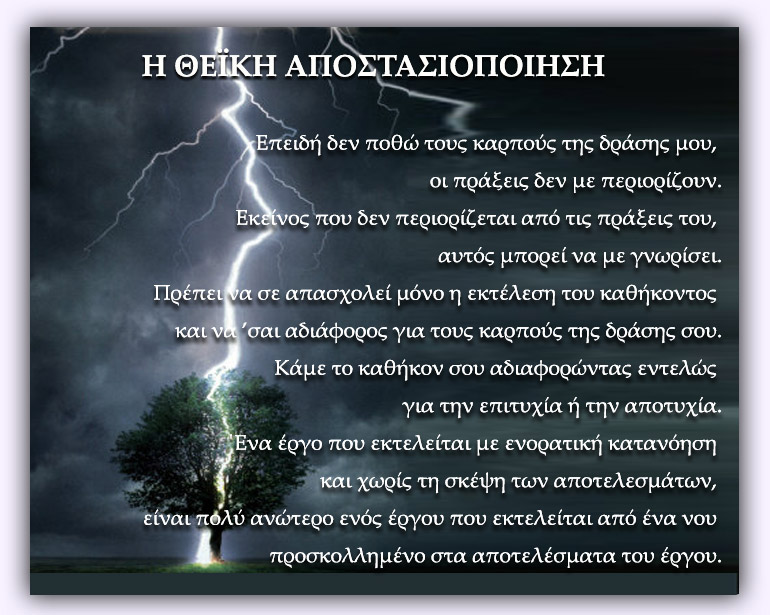 Η ΘΕΪΚΗ ΑΠΟΣΤΑΣΙΟΠΟΙΗΣΗ
Επειδή δεν ποθώ τους καρπούς της δράσης μου,
οι πράξεις δεν με περιορίζουν.
Εκείνος που δεν περιορίζεται από τις πράξεις του,
αυτός μπορεί να με γνωρίσει.
Πρέπει να σε απασχολεί μόνο η εκτέλεση του καθήκοντος
και να ’σαι αδιάφορος για τους καρπούς της δράσης σου.
Κάμε το καθήκον σου αδιαφορώντας εντελώς
για την επιτυχία ή την αποτυχία.
Ένα έργο που εκτελείται με ενορατική κατανόηση
και χωρίς τη σκέψη των αποτελεσμάτων,
είναι πολύ ανώτερο ενός έργου που εκτελείται από ένα νου
προσκολλημένο στα αποτελέσματα του έργου.